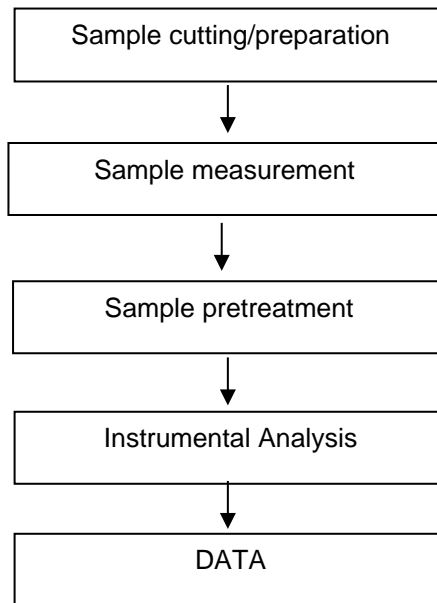 Sample cutting/preparation
Sample measurement
Sample pretreatment
Instrumental Analysis
DATA